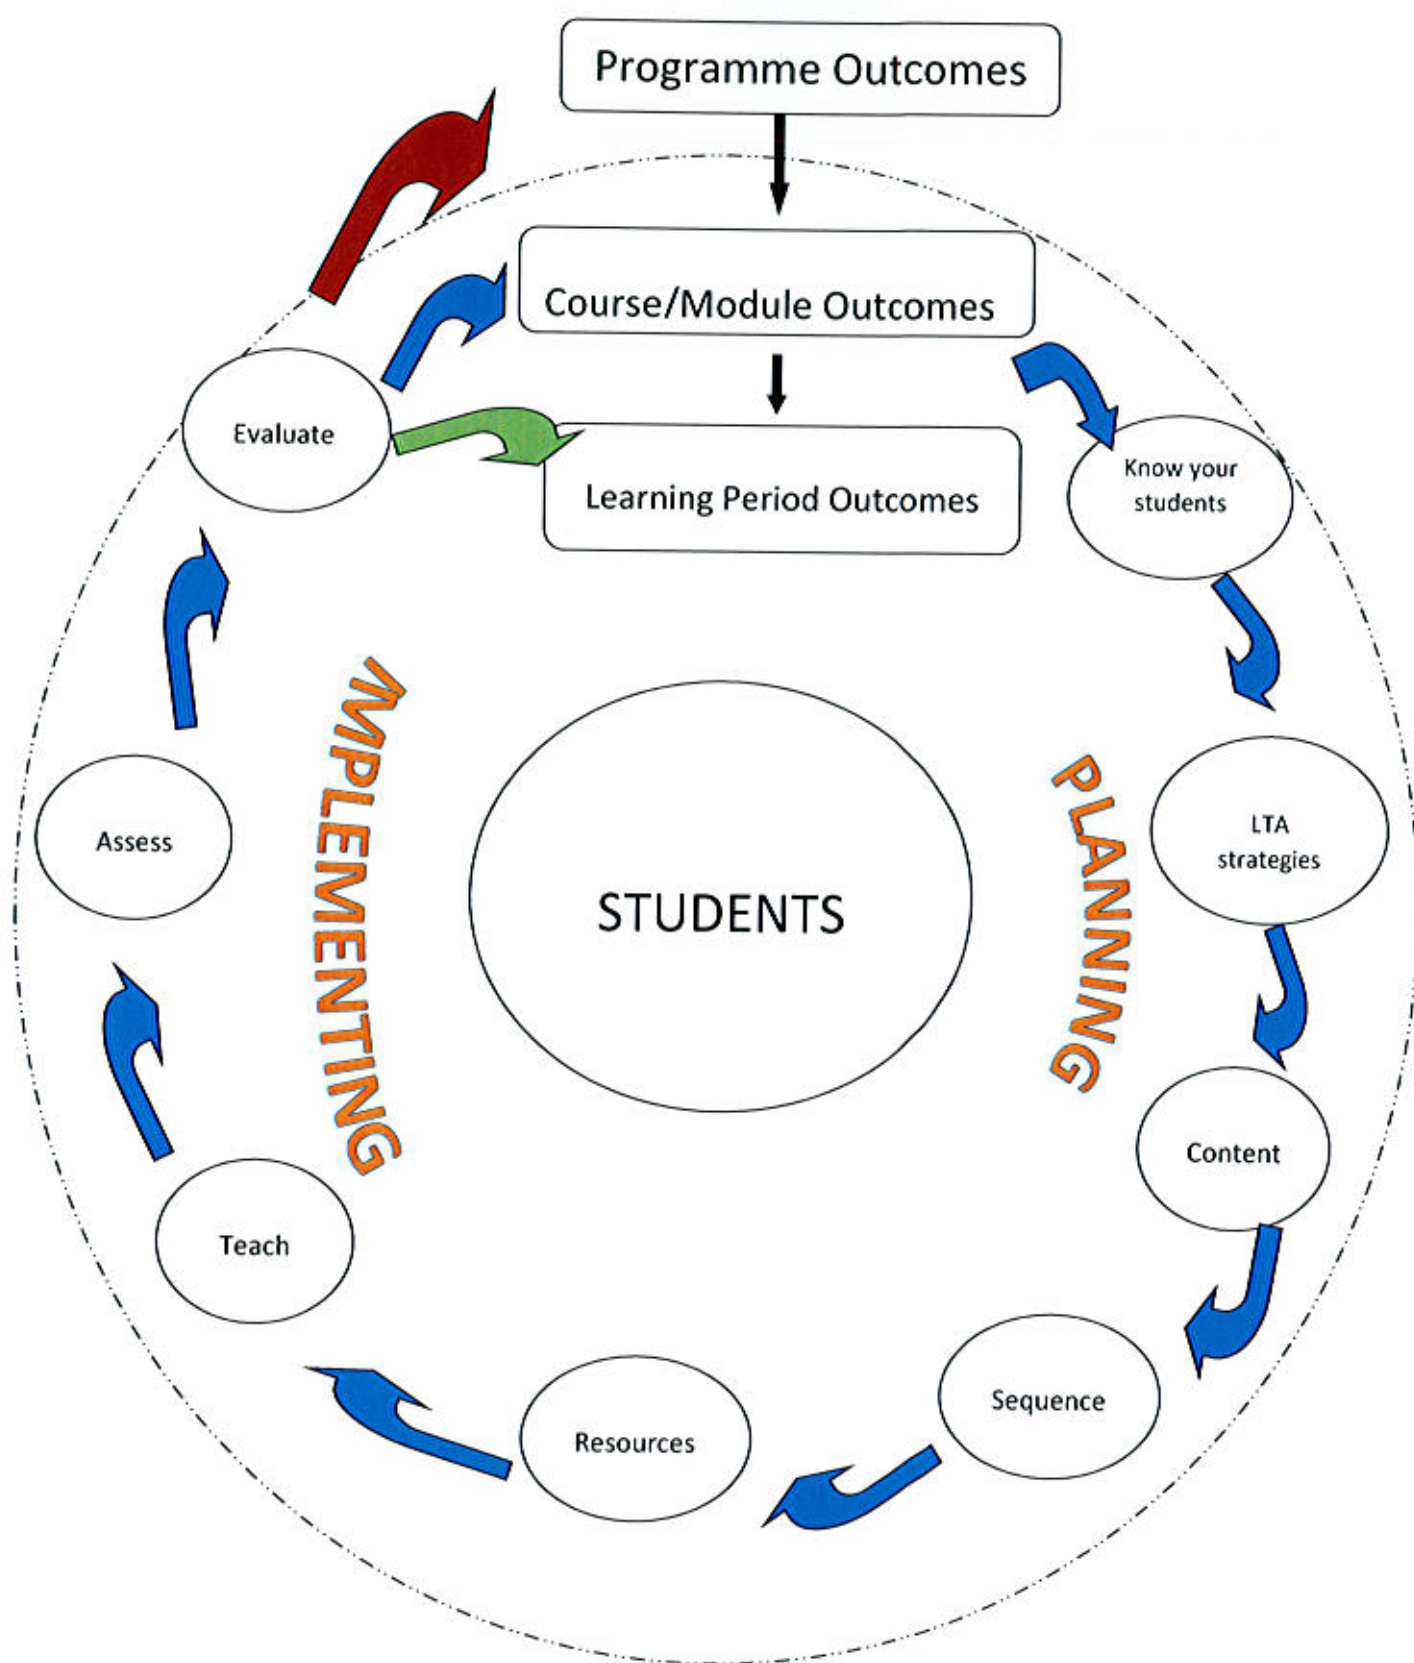 Programme Outcomes
Course/Module Outcomes
Learning Period Outcomes
Evaluate
Know your
students
IMPLEMENTING
PLANNING
STUDENTS
LTA
strategies
Assess
Content
Teach
Sequence
Resources